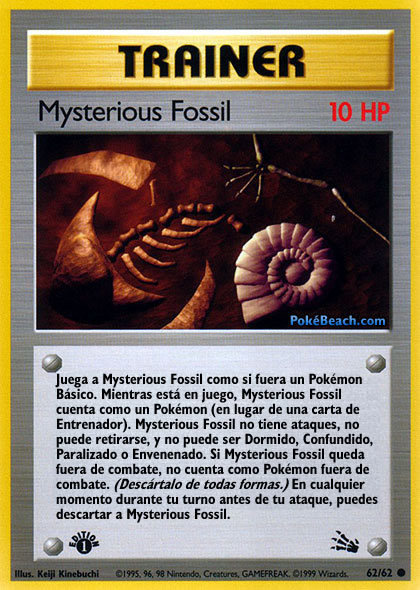 TRAINER
Mysterious Fossil 10 HP
PokéBeach.com
Juega a Mysterious Fossil como si fuera un Pokémon
Básico. Mientras está en juego, Mysterious Fossil
cuenta como un Pokémon (en lugar de una carta de
Entrenador). Mysterious Fossil no tiene ataques, no
puede retirarse, y no puede ser Dormido, Confundido,
Paralizado o Envenenado. Si Mysterious Fossil queda
fuera de combate, no cuenta como Pokémon fuera de
combate. (Descártalo de todas formas.) En cualquier
momento durante tu turno antes de tu ataque, puedes
descartar a Mysterious Fossil.
EDITION
1
Illus. Keiji Kinebuchi ©1995, 96, 98 Nintendo, Creatures, GAMEFREAK. ©1999 Wizards. 62/62